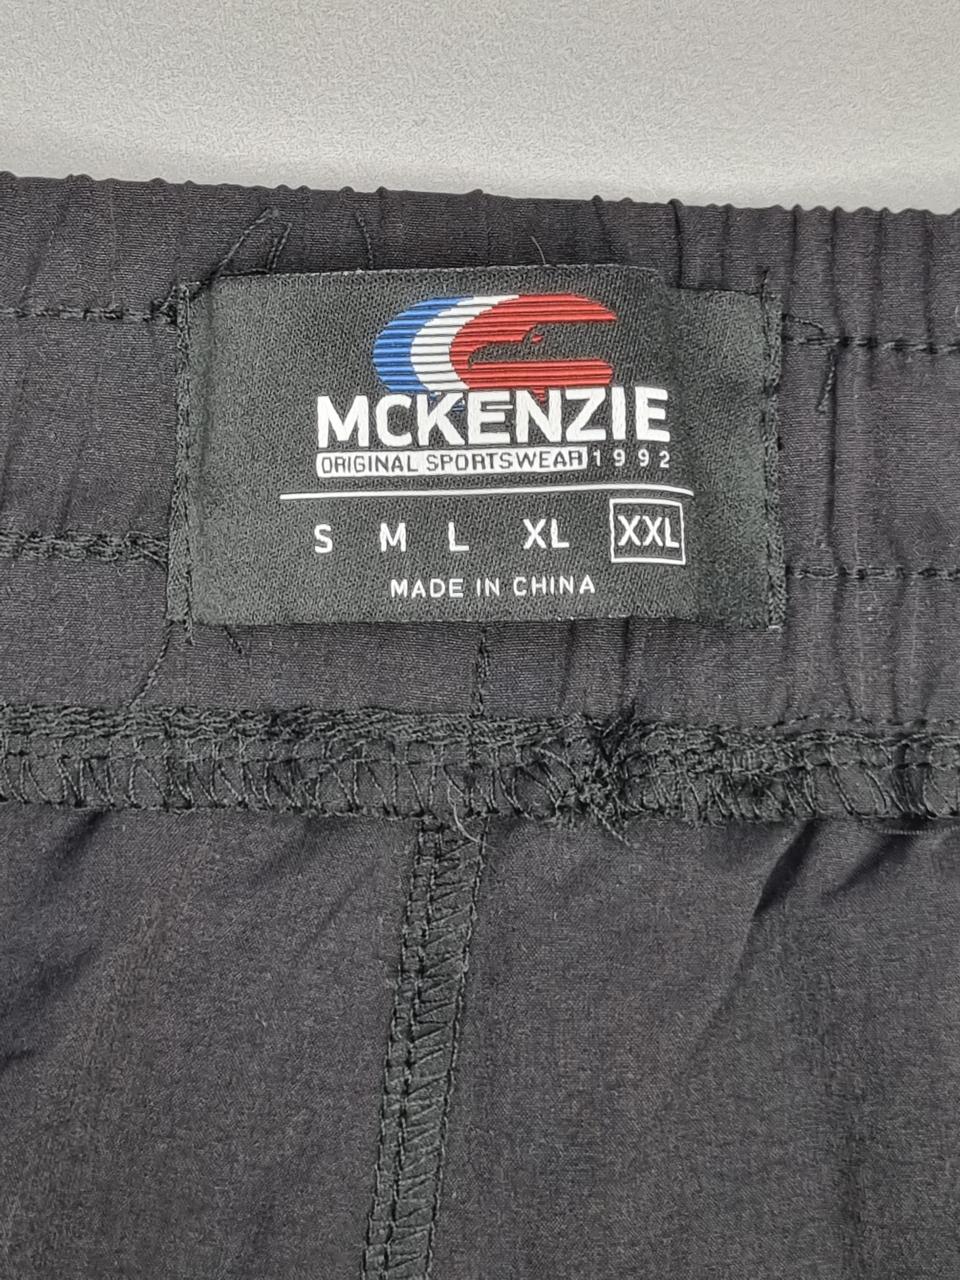 MCKENZIE
ORIGINAL SPORTSWEAR 1992
S M L XL XXL
MADE IN CHINA